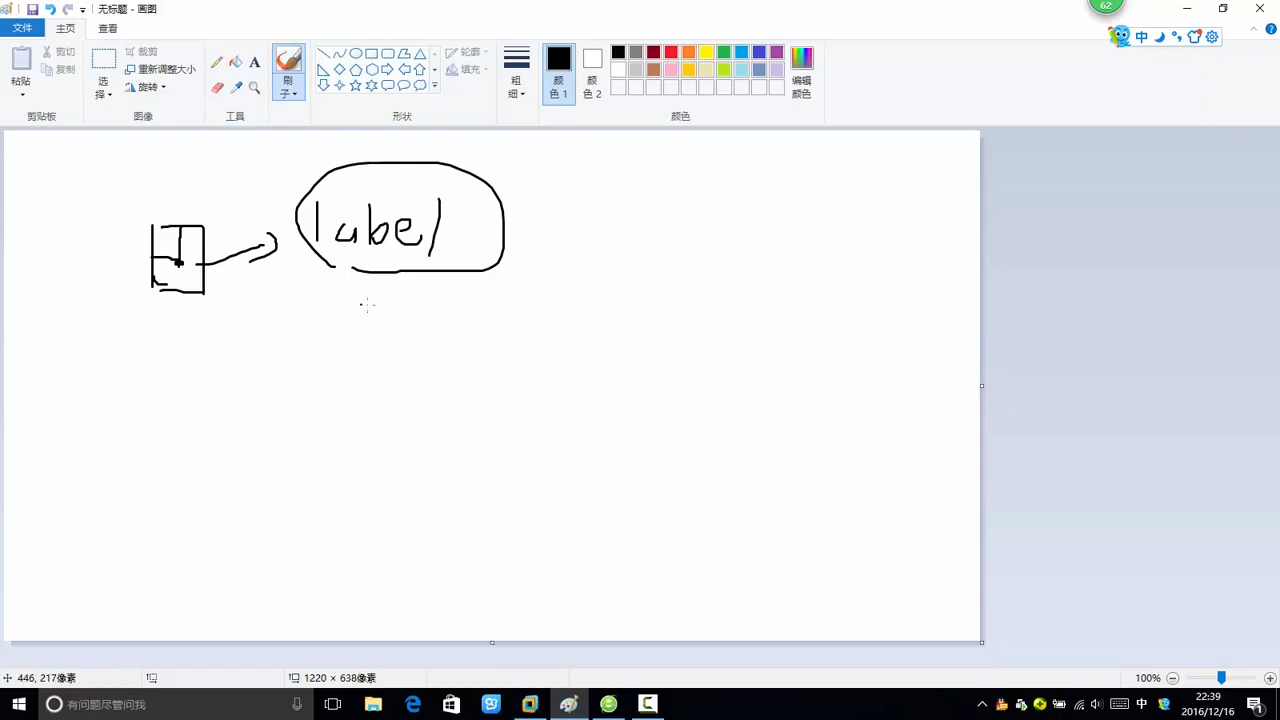 62
无标题 - 画图
文件 主页 查看
中
粘贴
剪切
复制
剪贴板
选择
裁剪
重新调整大小
旋转
图像
A
工具
刷子
形状
轮廓
填充
粗细
颜色 1
颜色 2
编辑颜色
颜色
label
446, 217像素
1220 × 638像素
100%
有问题尽管问我
中
22:39
2016/12/16
1